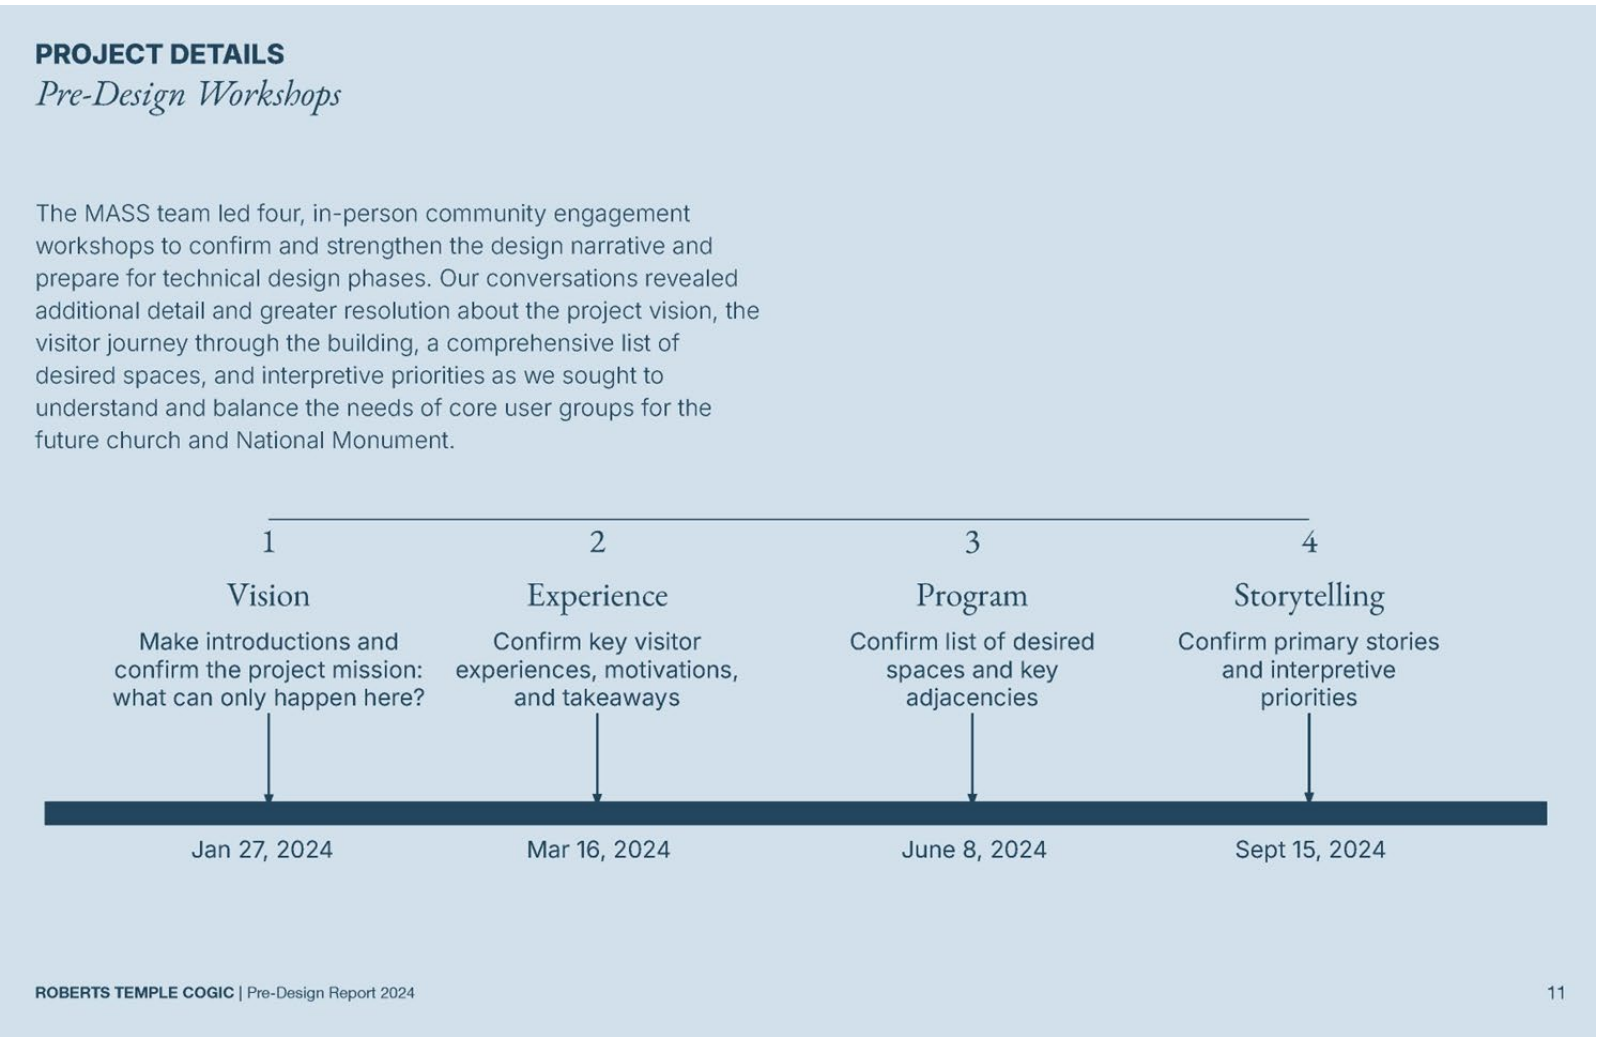 PROJECT DETAILS
Pre-Design Workshops
The MASS team led four, in-person community engagement
workshops to confirm and strengthen the design narrative and
prepare for technical design phases. Our conversations revealed
additional detail and greater resolution about the project vision, the
visitor journey through the building, a comprehensive list of
desired spaces, and interpretive priorities as we sought to
understand and balance the needs of core user groups for the
future church and National Monument.
1
Vision
Make introductions and
confirm the project mission:
what can only happen here?
Jan 27, 2024
2
Experience
Confirm key visitor
experiences, motivations,
and takeaways
Mar 16, 2024
3
Program
Confirm list of desired
spaces and key
adjacencies
June 8, 2024
4
Storytelling
Confirm primary stories
and interpretive
priorities
Sept 15, 2024
ROBERTS TEMPLE COGIC | Pre-Design Report 2024
11